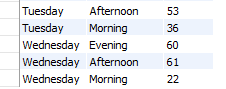 Tuesday Afternoon 53
Tuesday Morning 36
Wednesday Evening 60
Wednesday Afternoon 61
Wednesday Morning 22